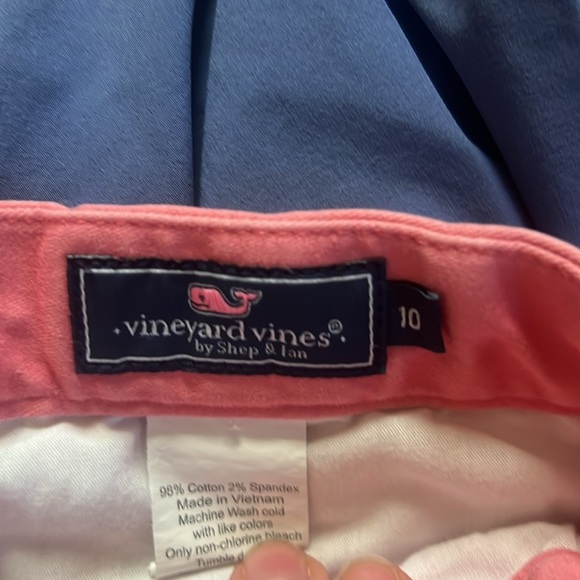 ·vineyard vines®·
by Shep & Ian
10
98% Cotton 2% Spandex
Made in Vietnam
Machine Wash cold
with like colors
Only non-chlorine bleach
Tumble